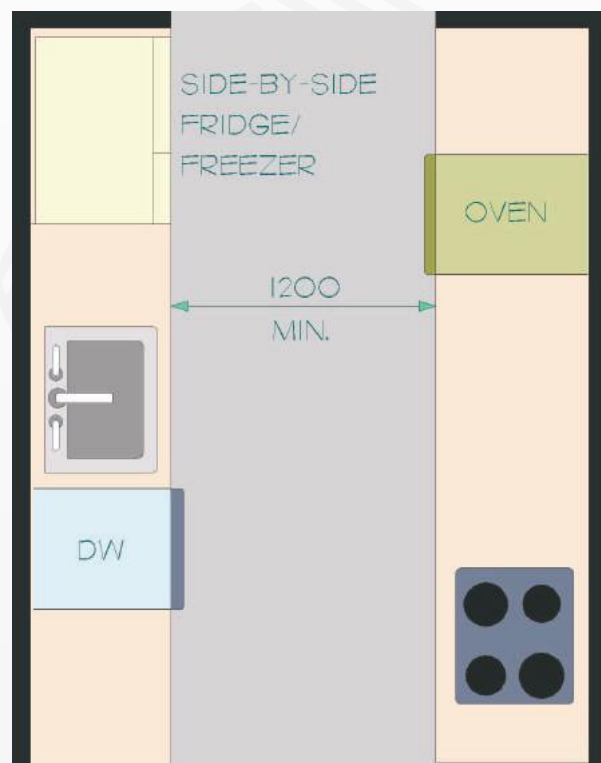 SIDE-BY-SIDE
FRIDGE/
FREEZER
OVEN
1200
MIN.
DW